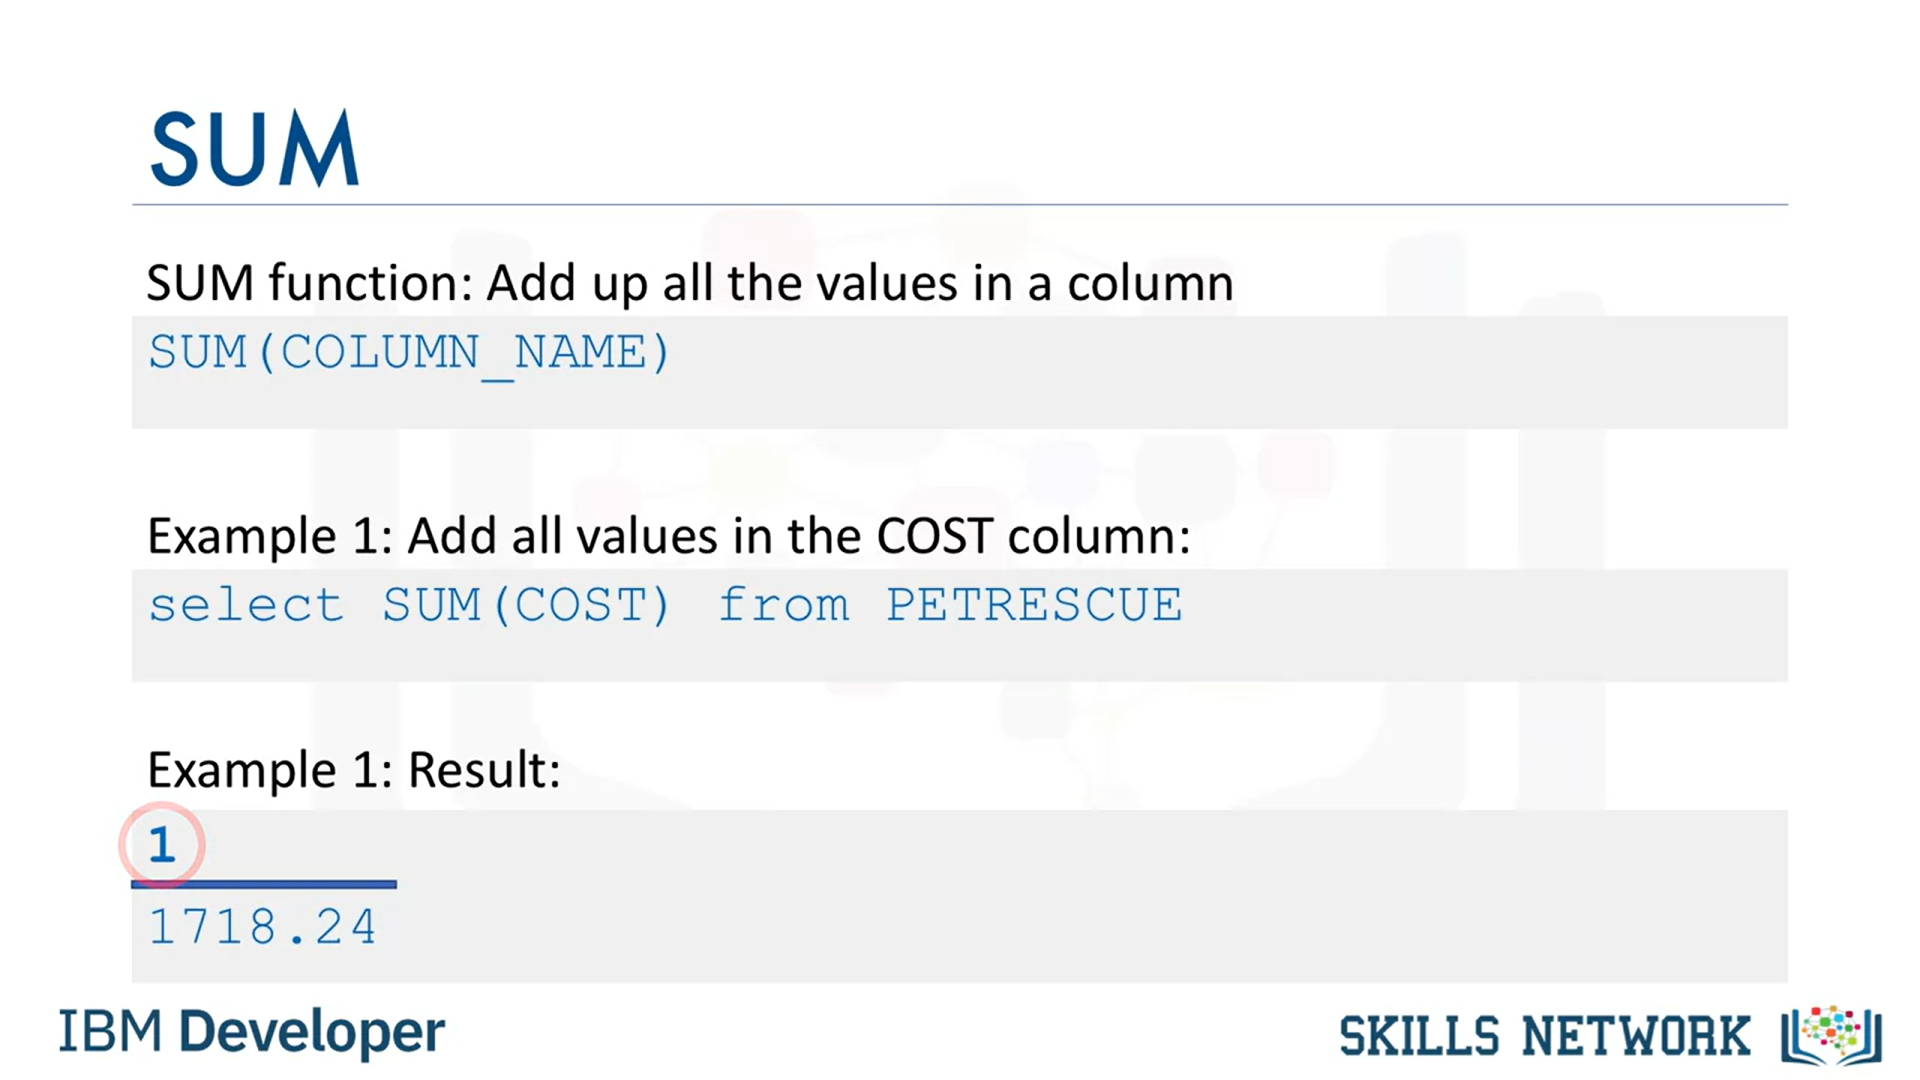 SUM
SUM function: Add up all the values in a column
SUM(COLUMN_NAME)
Example 1: Add all values in the COST column:
select SUM(COST) from PETRESCUE
Example 1: Result:
1
1718.24
IBM Developer
SKILLS NETWORK